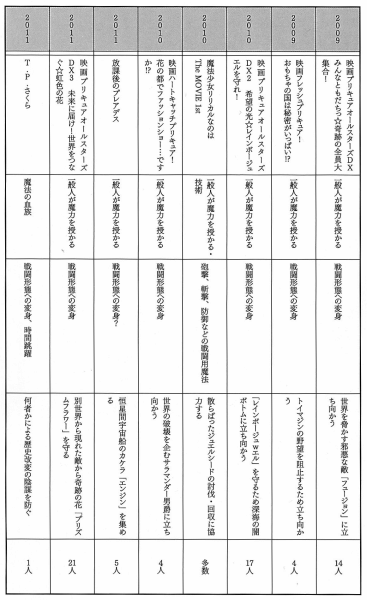 2009
映画プリキュアオールスターズDX
みんなともだちっ☆奇跡の全員大
集合!
一般人が魔力を授かる
戦闘形態への変身
世界を脅かす邪悪な敵「フュージョン」に立
ち向かう
14人
2009
映画フレッシュプリキュア!
おもちゃの国は秘密がいっぱい!?
一般人が魔力を授かる
戦闘形態への変身
トイマジンの野望を阻止するため立ち向か
う
4人
2010
映画プリキュアオールスターズ
DX2 希望の光☆レインボージュ
エルを守れ!
一般人が魔力を授かる
戦闘形態への変身
「レインボージュwエル」を守るため深海の闇
ボトムに立ち向かう
17人
2010
魔法少女リリカルなのは
The MOVIE 1st
一般人が魔力を授かる・
技術
砲撃、斬撃、防御などの戦闘用魔法
散らばったジュエルシードの討伐・回収に協
力する
多数
2010
映画ハートキャッチプリキュア!
花の都でファッションショー…です
か!?
一般人が魔力を授かる
戦闘形態への変身
世界の破壊を企むサラマンダー男爵に立ち
向かう
4人
2011
放課後のプレアデス
一般人が魔力を授かる
戦闘形態への変身?
恒星間宇宙船のカケラ「エンジン」を集め
る
5人
2011
映画プリキュアオールスターズ
DX3 未来に届け!世界をつな
ぐ☆虹色の花
一般人が魔力を授かる
戦闘形態への変身
別世界から現れた敵から奇跡の花「プリズ
ムフラワー」を守る
21人
2011
T・P・さくら
魔法の血族
戦闘形態への変身、時間跳躍
何者かによる歴史改変の陰謀を防ぐ
1人